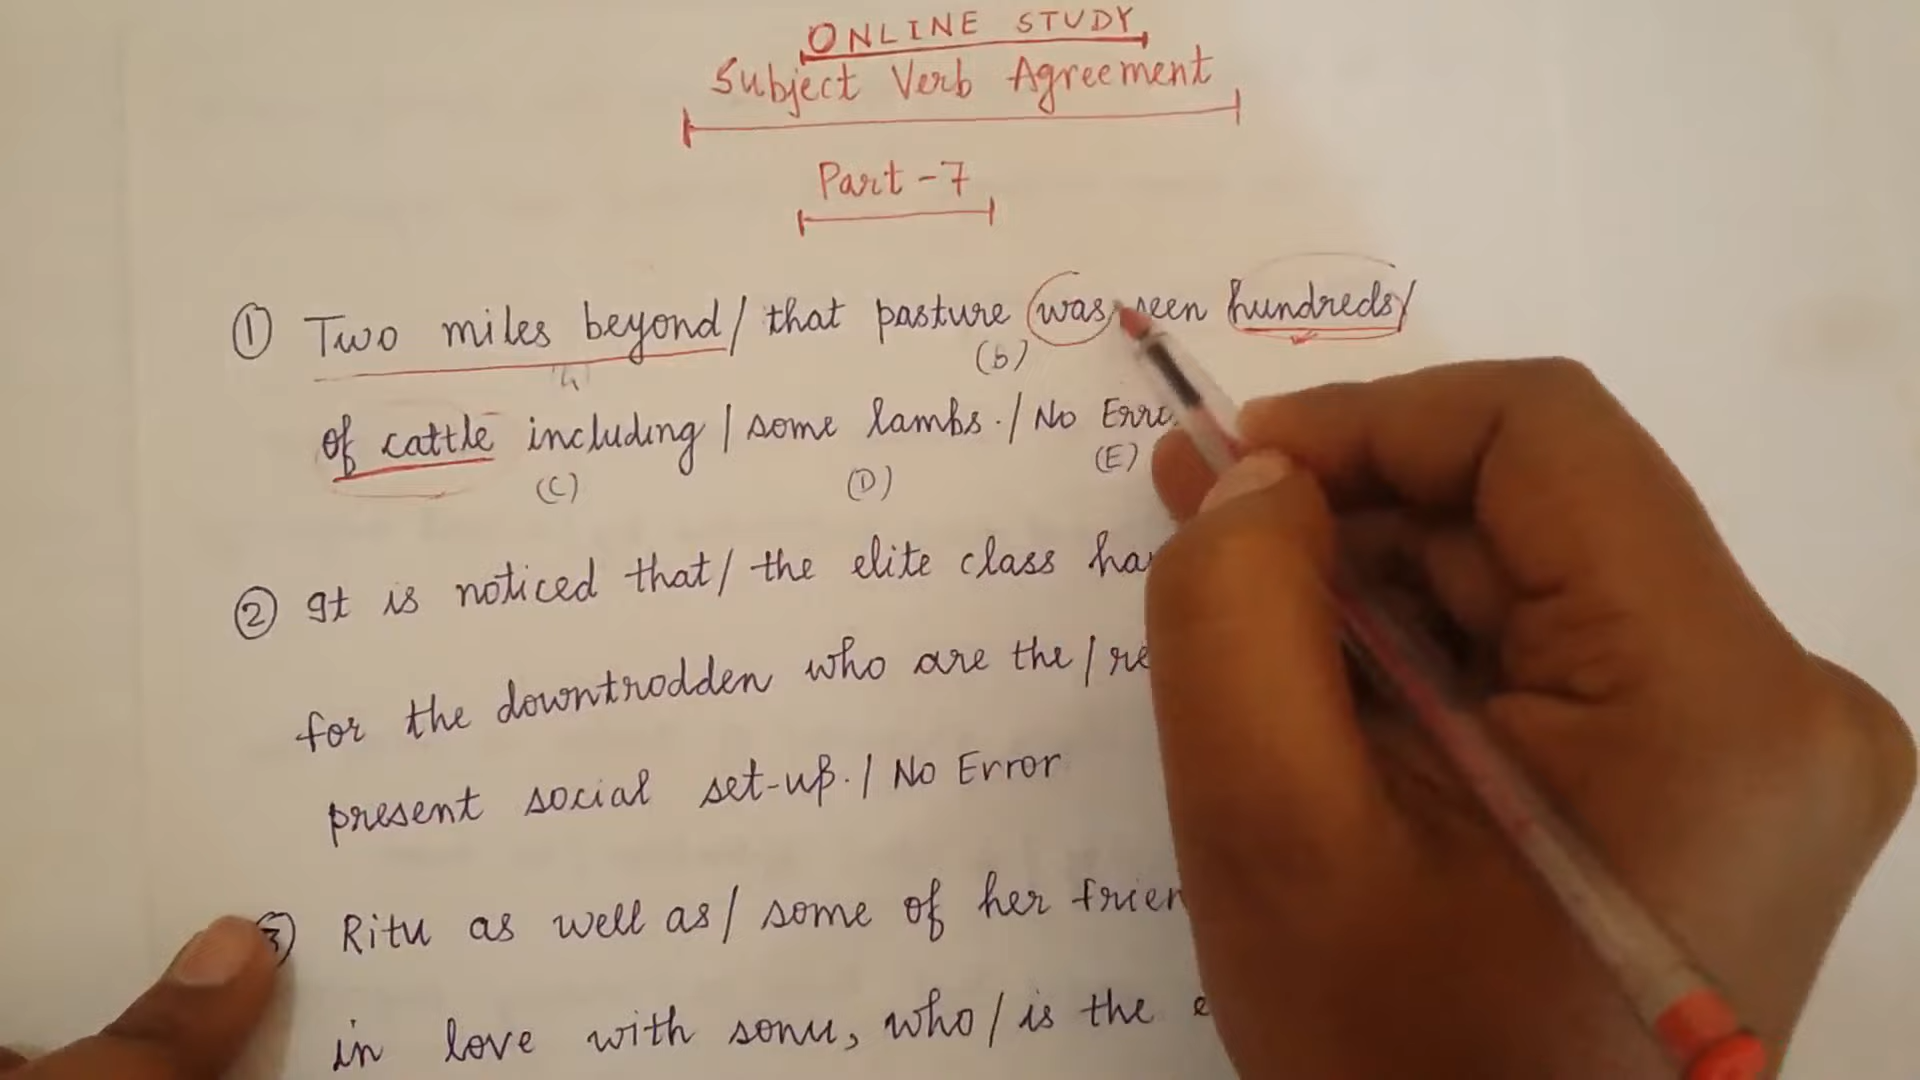 ONLINE STUDY
Subject Verb Agreement
Part-7
① Two miles beyond/ that pasture was seen hundreds/
(b)
of cattle including / some lambs./ No
(C) (D) (E)
② It is noticed that/ the elite class
for the downtrodden who are the/
present social set-up./ No Error
③ Ritu as well as/ some of her
in love with sonu, who/ is the